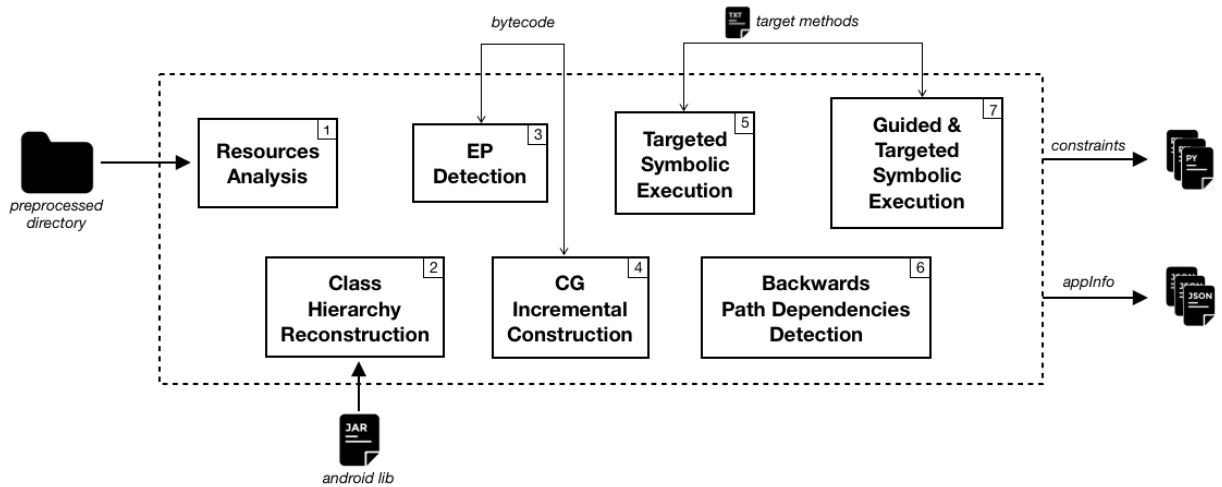 bytecode
TXT
target methods
1
Resources
Analysis
3
EP
Detection
5
Targeted
Symbolic
Execution
7
Guided &
Targeted
Symbolic
Execution
preprocessed
directory
constraints
PY
2
Class
Hierarchy
Reconstruction
4
CG
Incremental
Construction
6
Backwards
Path Dependencies
Detection
appInfo
JSON
JSON
JSON
JAR
android lib